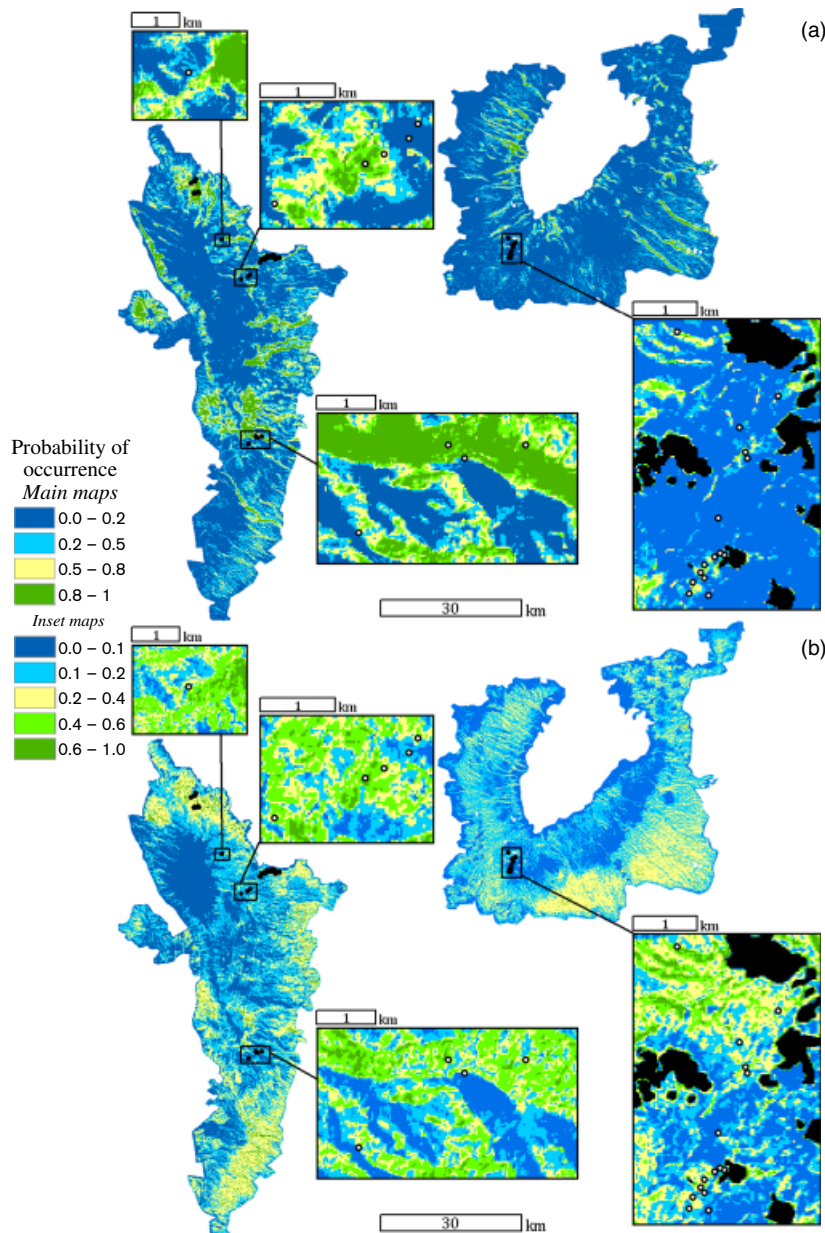 1 km
(a)
1 km
1 km
1 km
Probability of
occurrence
Main maps
0.0 – 0.2
0.2 – 0.5
0.5 – 0.8
0.8 – 1
30 km
Inset maps
0.0 – 0.1
0.1 – 0.2
0.2 – 0.4
0.4 – 0.6
0.6 – 1.0
1 km
(b)
1 km
1 km
1 km
30 km